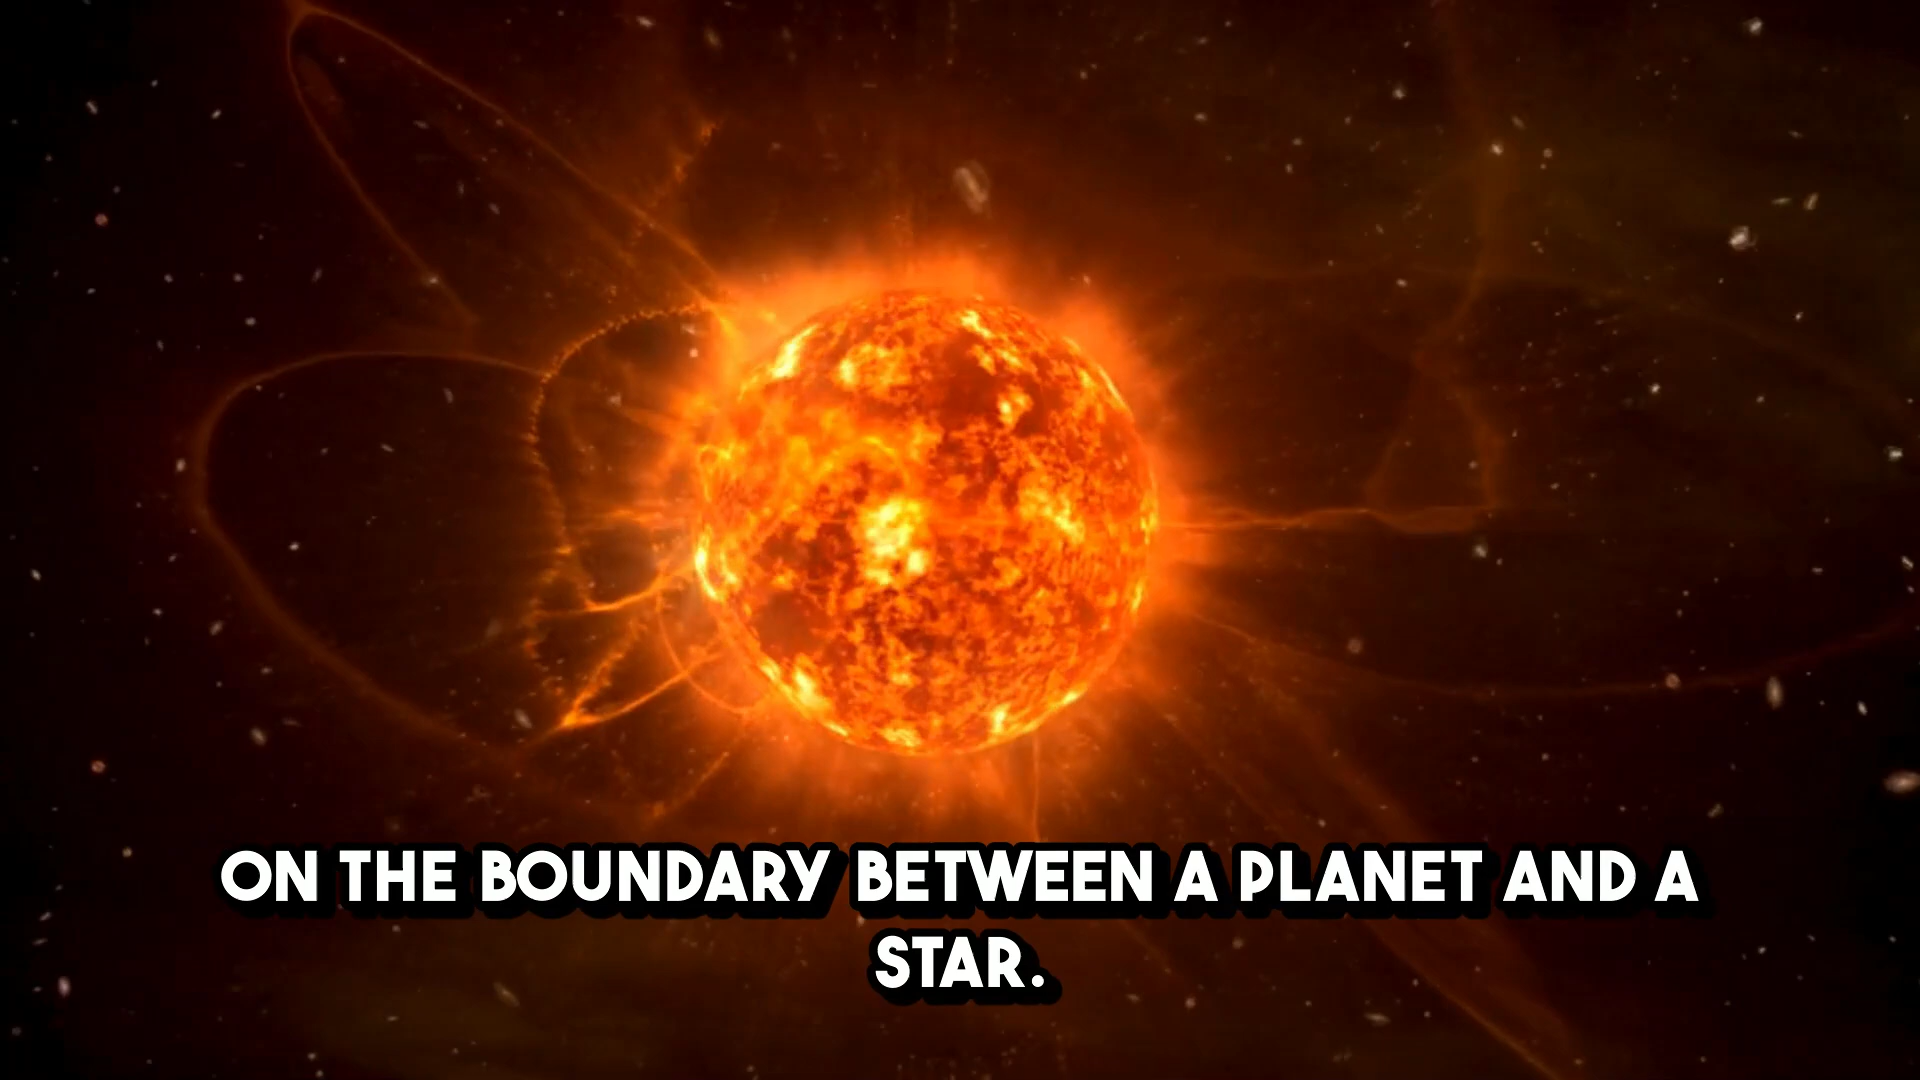 ON THE BOUNDARY BETWEEN A PLANET AND A
STAR.